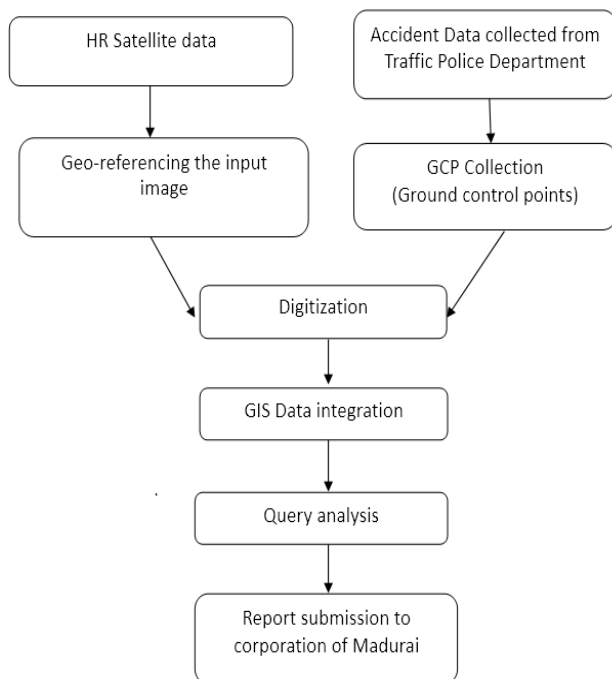 HR Satellite data
Accident Data collected from
Traffic Police Department
Geo-referencing the input
image
GCP Collection
(Ground control points)
Digitization
GIS Data integration
Query analysis
Report submission to
corporation of Madurai